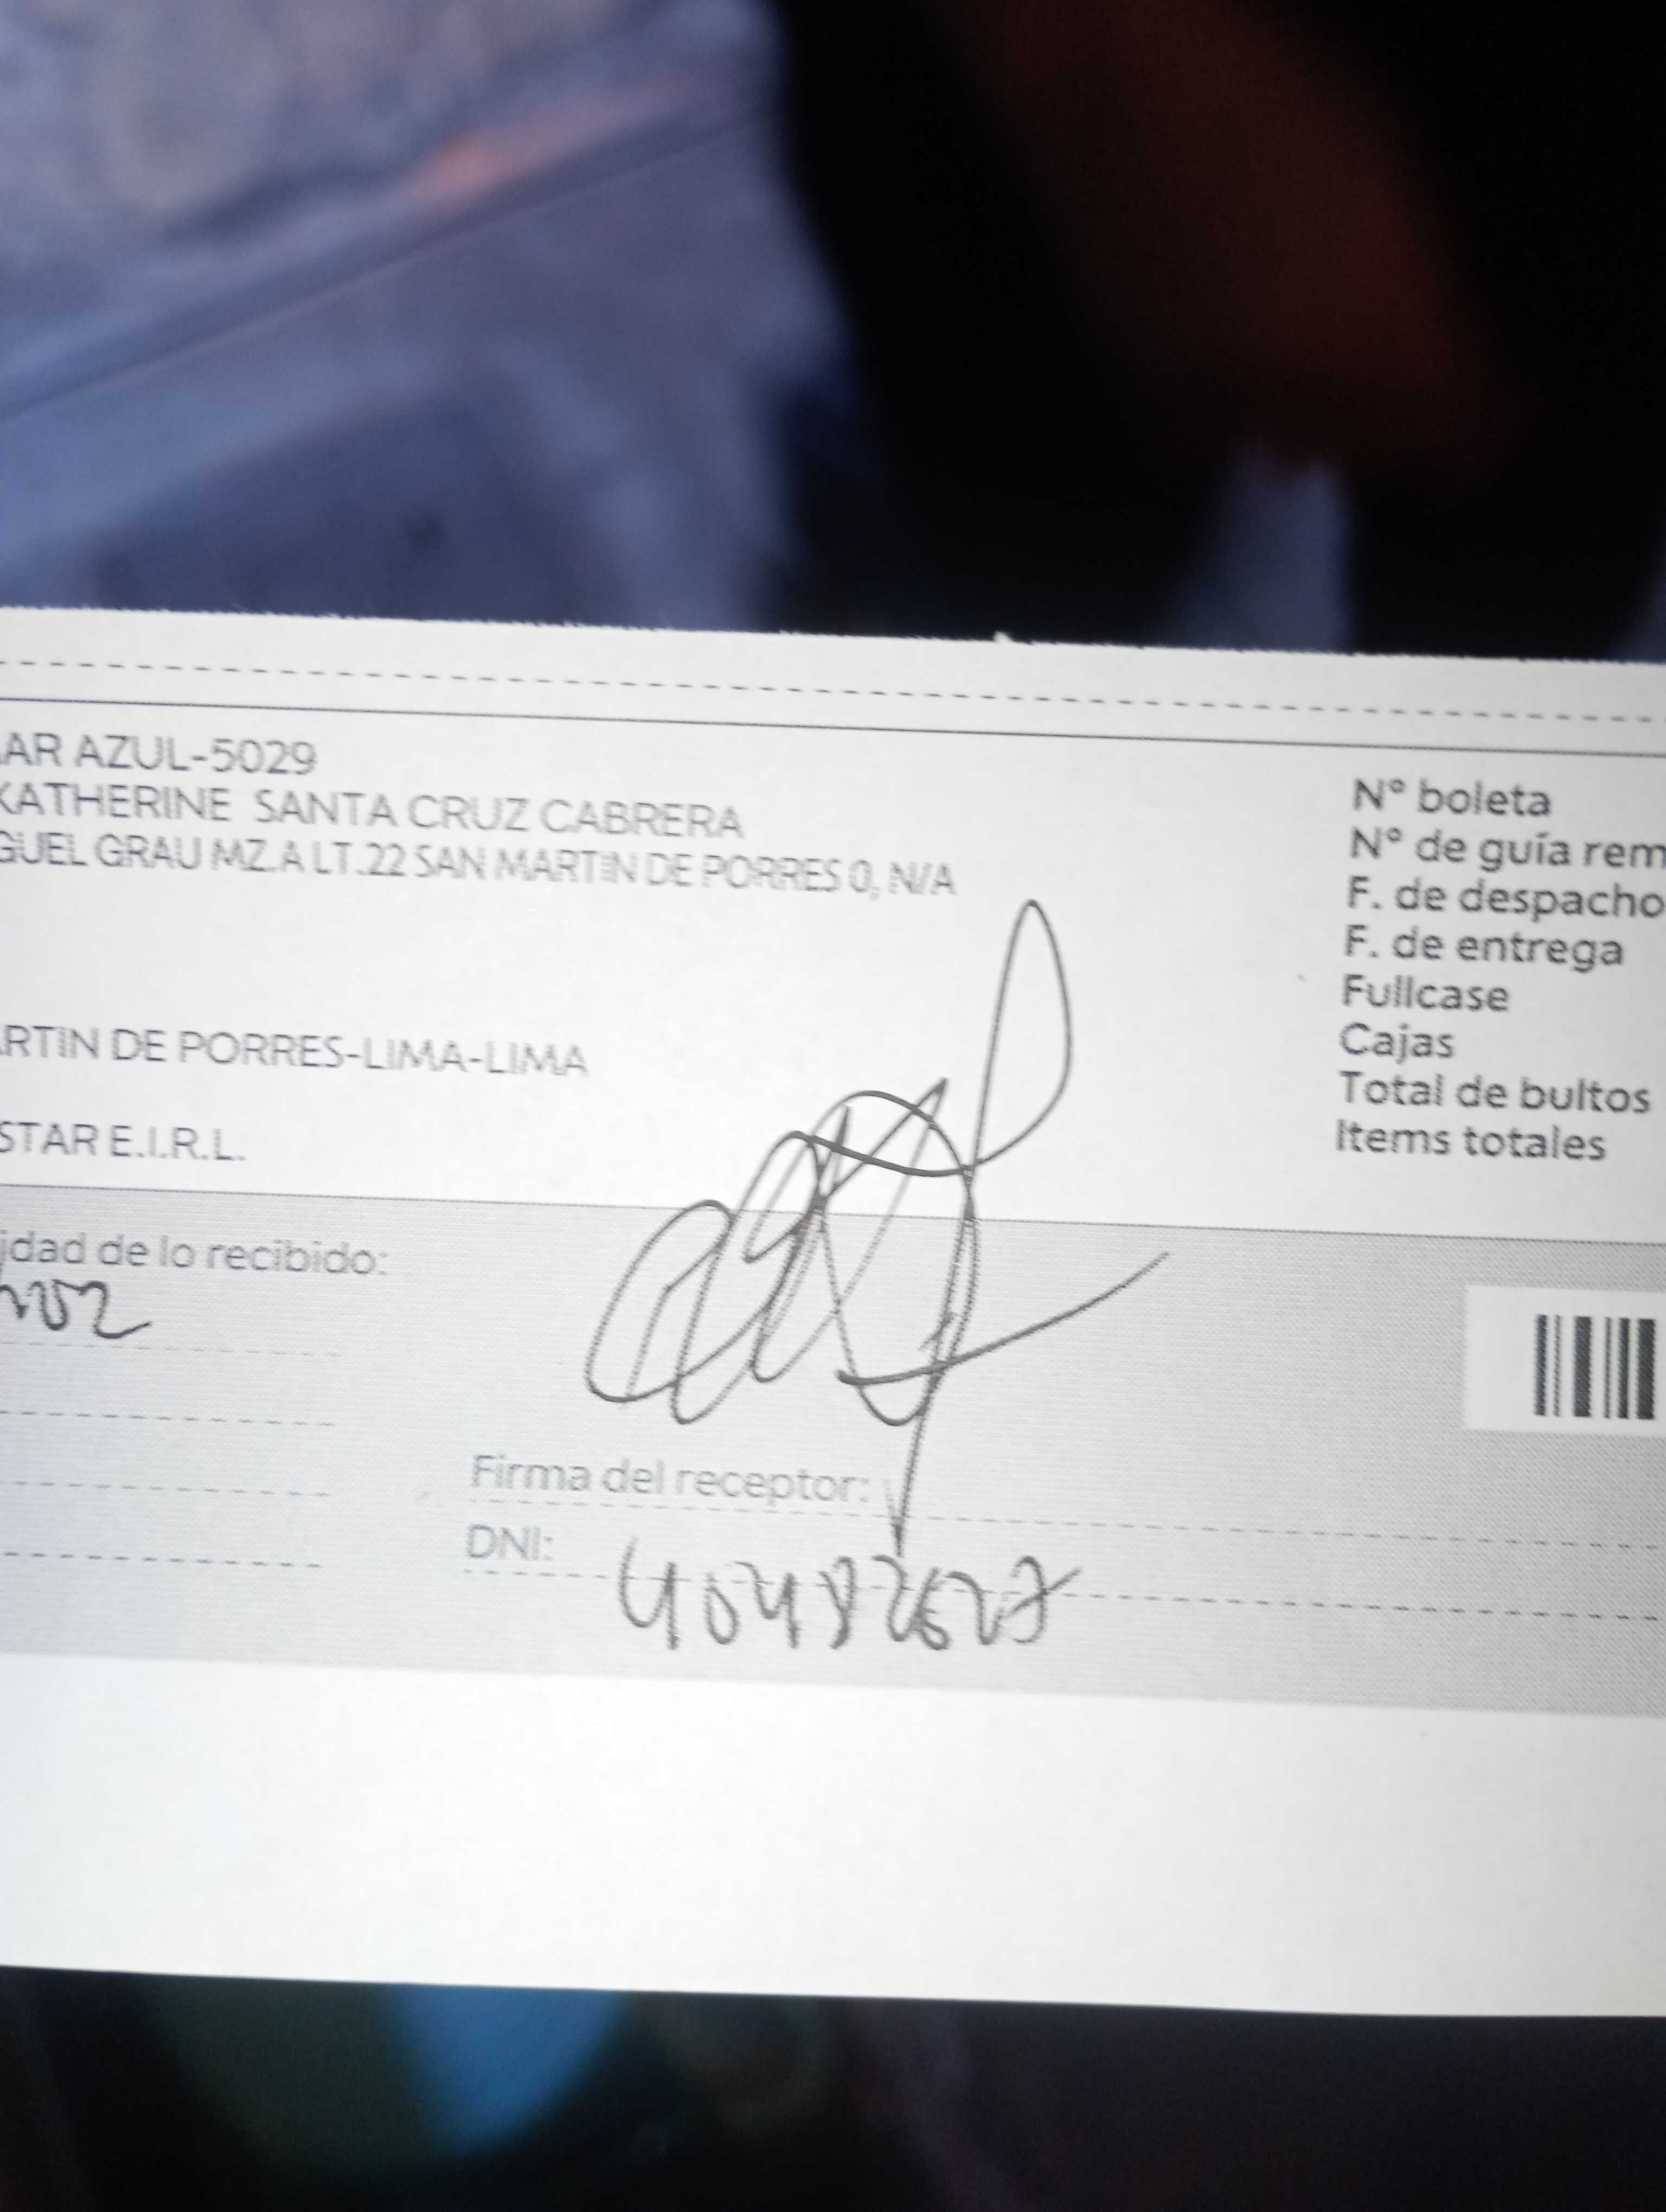 AR AZUL-5029
KATHERINE SANTA CRUZ CABRERA
GUEL GRAU MZ.A LT.22 SAN MARTIN DE PORRES 0, N/A
RTIN DE PORRES-LIMA-LIMA
STAR E.I.R.L.
N° boleta
N° de guía rem
F. de despacho
F. de entrega
Fullcase
Cajas
Total de bultos
Items totales
idad de lo recibido:
Firma del receptor:
DNI: 40482627